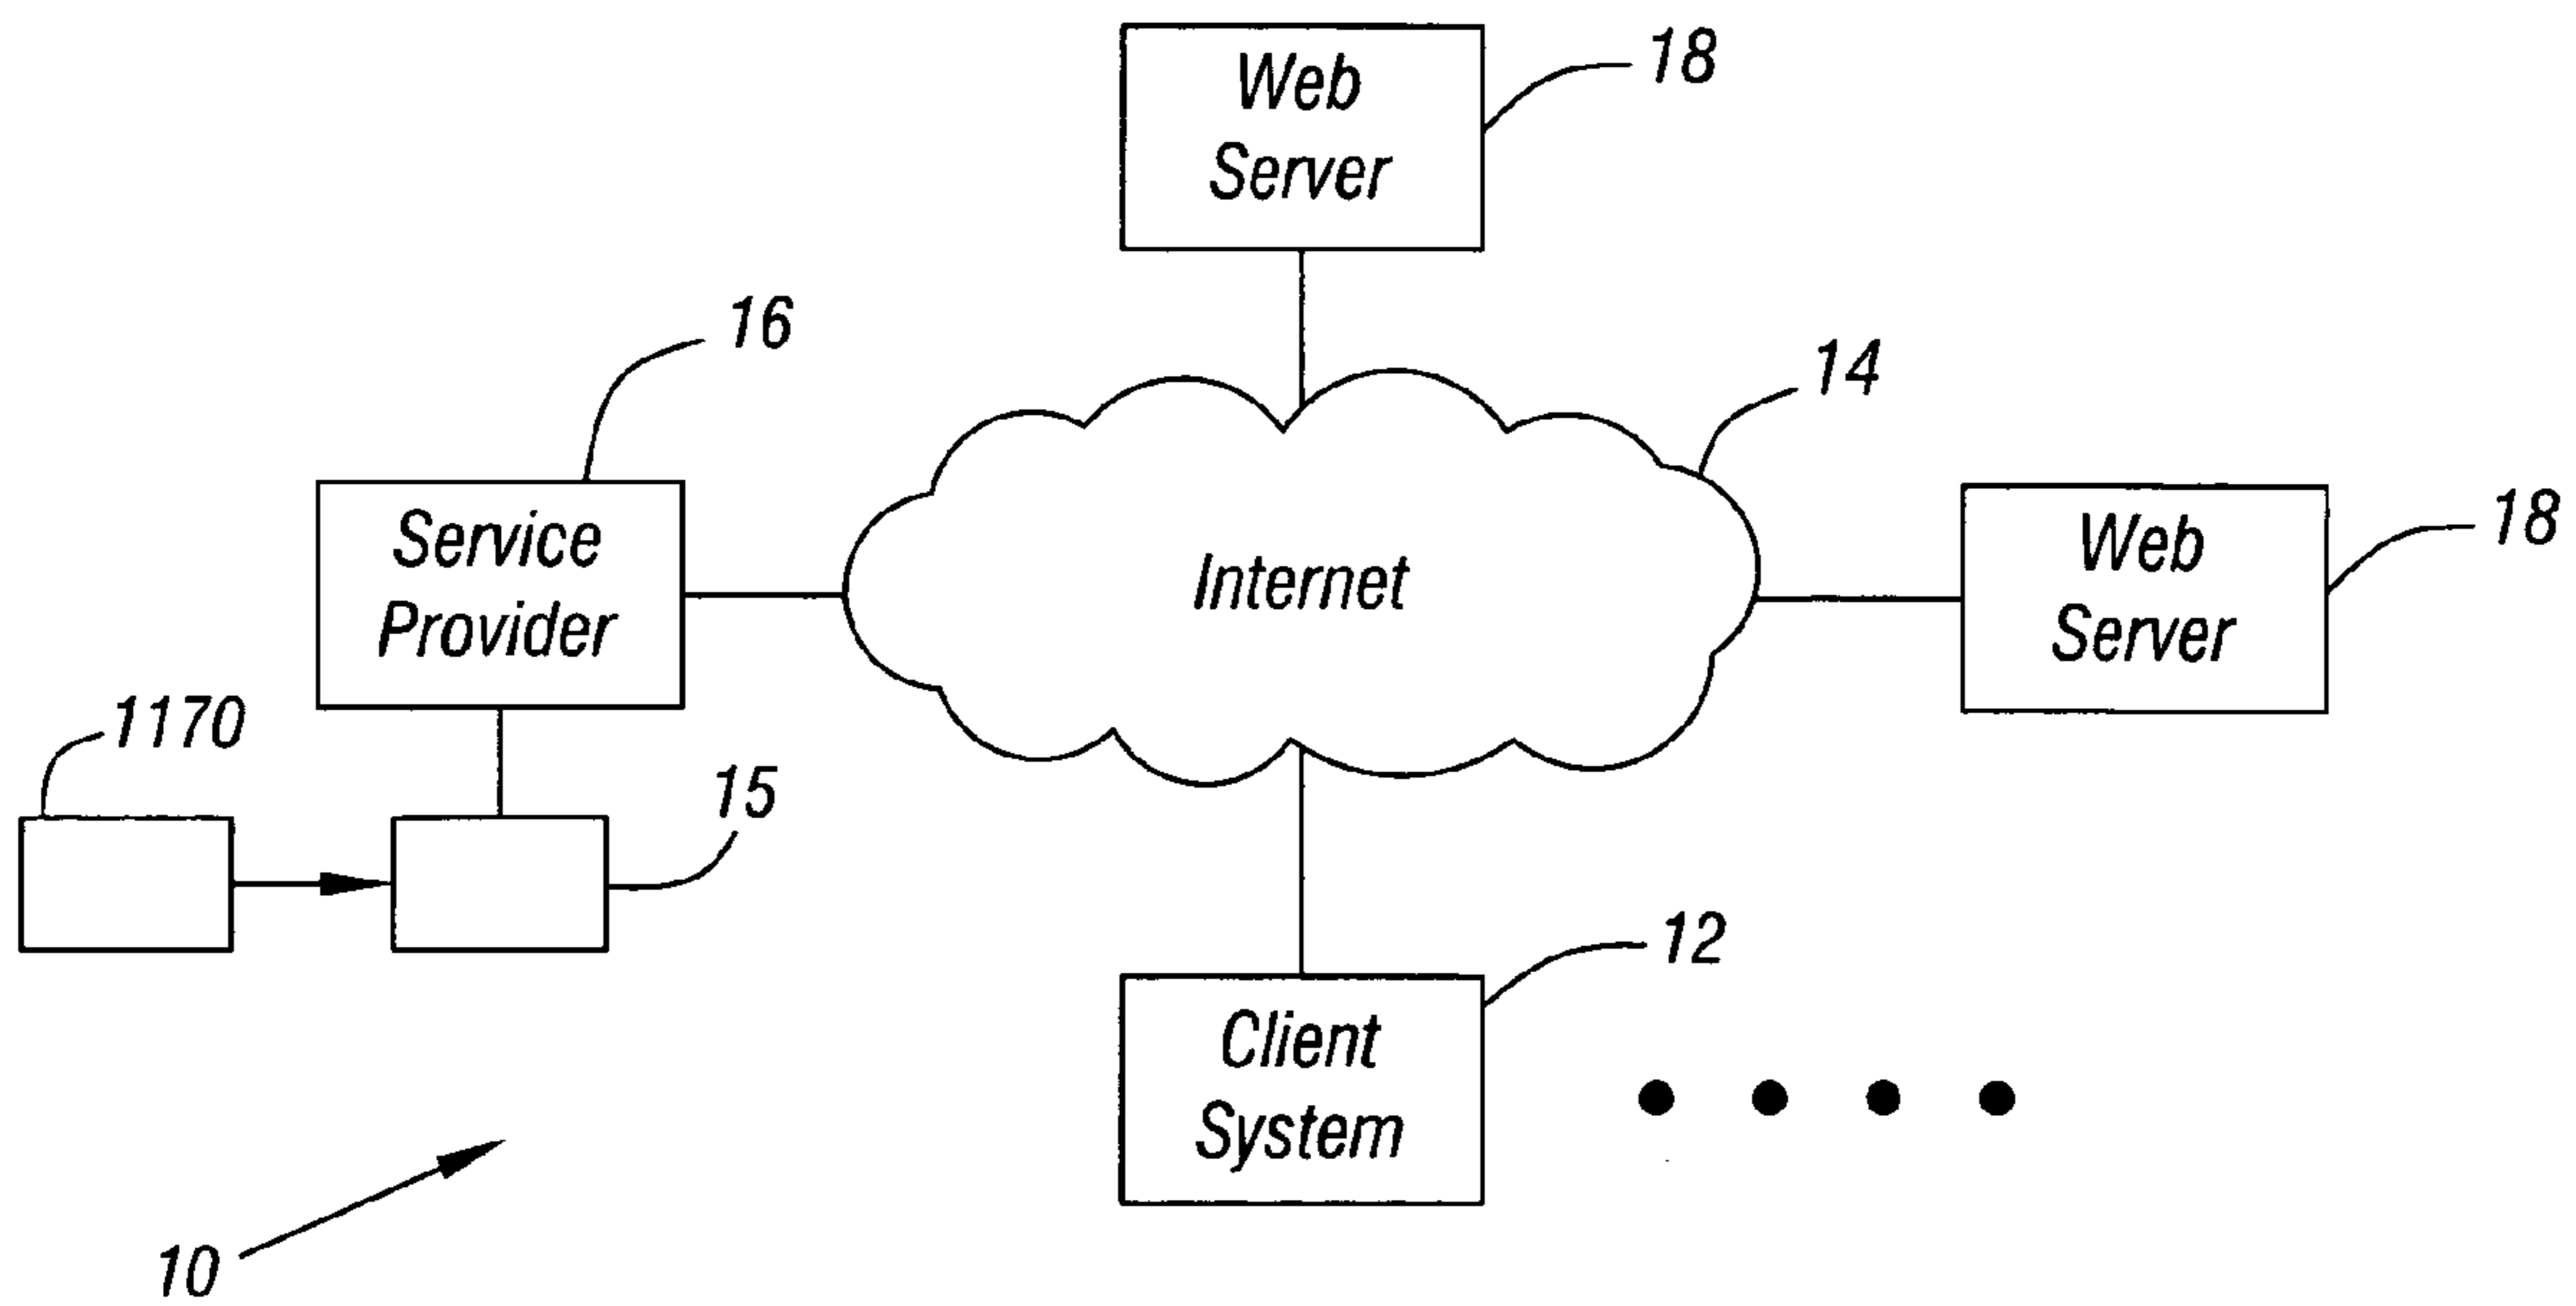 Web
Server
18
16
14
Service
Provider
Internet
Web
Server
18
1170
15
12
Client
System
10